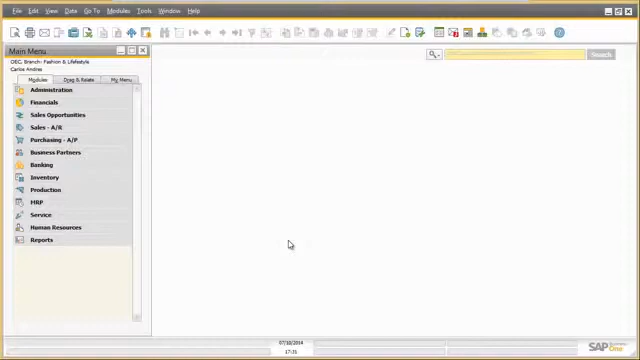 File Edit View Data Go To Modules Tools Window Help
Main Menu
Search
OEC, Branch- Fashion & Lifefestyle
Carlos Andres
Modules Drag & Relate My Menu
Administration
Financials
Sales Opportunities
Sales - A/R
Purchasing - A/P
Business Partners
Banking
Inventory
Production
MRP
Service
Human Resources
Reports
07/10/2014
17:31
SAP Business One